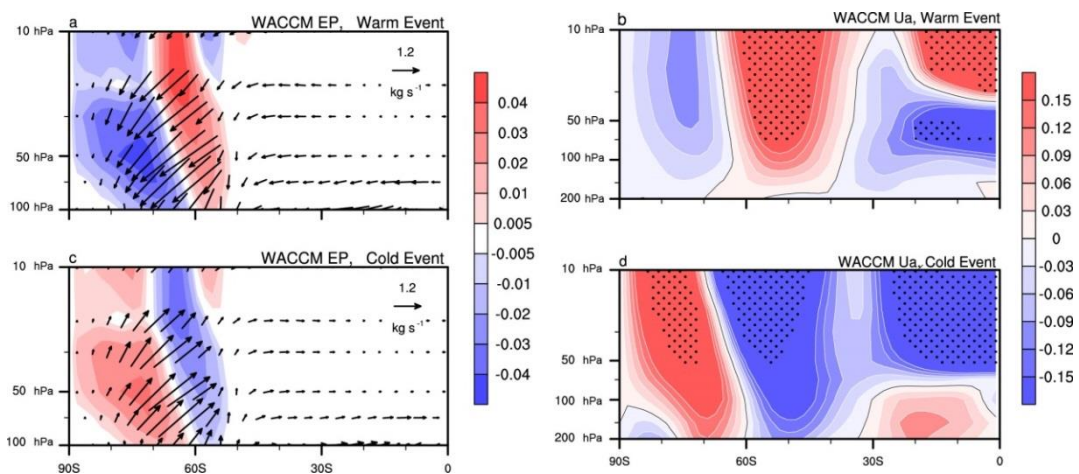 a WACCM EP, Warm Event
10 hPa
1.2
kg s⁻¹
50 hPa
100 hPa
0.04
0.03
0.02
0.01
0.005
-0.005
-0.01
-0.02
-0.03
-0.04
b WACCM Ua, Warm Event
10 hPa
50 hPa
100 hPa
200 hPa
0.15
0.12
0.09
0.06
0.03
0
-0.03
-0.06
-0.09
-0.12
-0.15
c WACCM EP, Cold Event
10 hPa
1.2
kg s⁻¹
50 hPa
100 hPa
90S 60S 30S 0
d WACCM Ua, Cold Event
10 hPa
50 hPa
100 hPa
200 hPa
90S 60S 30S 0